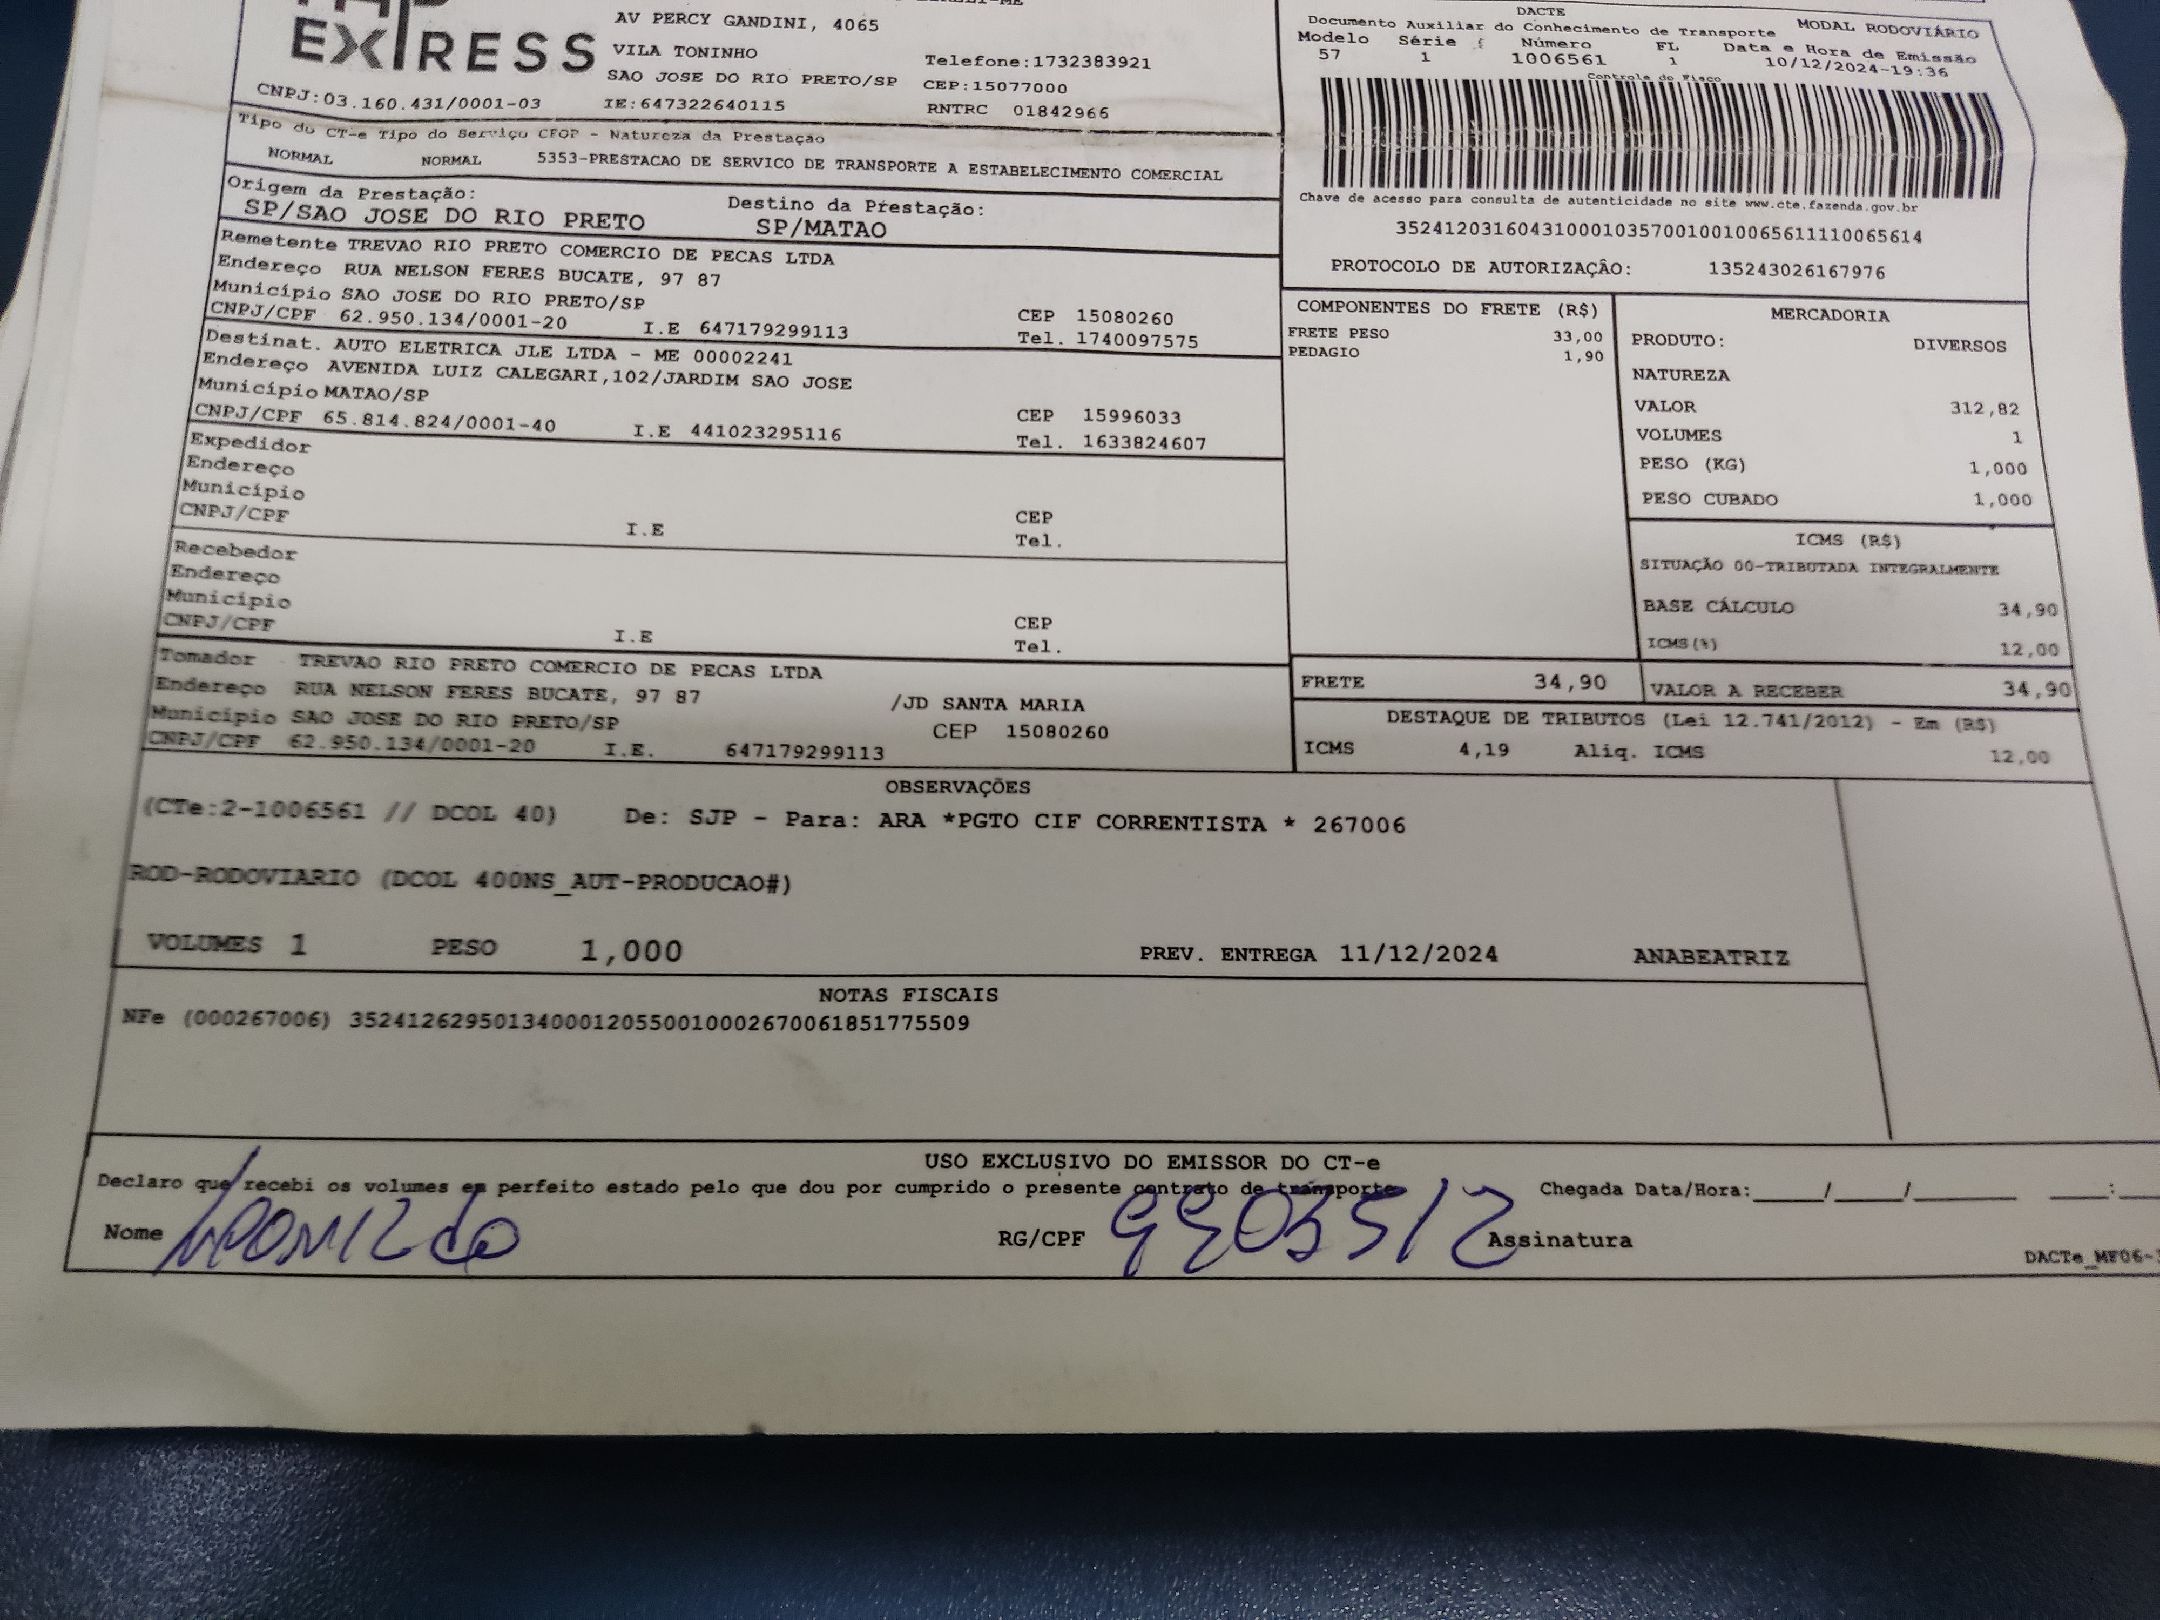 EXPRESS
AV PERCY GANDINI, 4065
VILA TONINHO
SAO JOSE DO RIO PRETO/SP
Telefone:1732383921
CEP:15077000
CNPJ:03.160.431/0001-03
IE:647322640115
RNTRC 01842966
Tipo do CT-e Tipo do Serviço CFOP - Natureza da Prestação
NORMAL NORMAL 5353-PRESTACAO DE SERVICO DE TRANSPORTE A ESTABELECIMENTO COMERCIAL
Origem da Prestação:
SP/SAO JOSE DO RIO PRETO
Destino da Prestação:
SP/MATAO
Remetente TREVAO RIO PRETO COMERCIO DE PECAS LTDA
Endereço RUA NELSON FERES BUCATE, 97 87
Município SAO JOSE DO RIO PRETO/SP CEP 15080260
CNPJ/CPF 62.950.134/0001-20 I.E 647179299113 Tel. 1740097575
Destinat. AUTO ELETRICA JLE LTDA - ME 00002241
Endereço AVENIDA LUIZ CALEGARI,102/JARDIM SAO JOSE
Município MATAO/SP CEP 15996033
CNPJ/CPF 65.814.824/0001-40 I.E 441023295116 Tel. 1633824607
Expedidor
Endereço
Município CEP
CNPJ/CPF I.E Tel.
Recebedor
Endereço
Município CEP
CNPJ/CPF I.E Tel.
Tomador TREVAO RIO PRETO COMERCIO DE PECAS LTDA
Endereço RUA NELSON FERES BUCATE, 97 87 /JD SANTA MARIA
Município SAO JOSE DO RIO PRETO/SP CEP 15080260
CNPJ/CPF 62.950.134/0001-20 I.E. 647179299113
DACTE
Documento Auxiliar do Conhecimento de Transporte MODAL RODOVIÁRIO
Modelo Série Número FL Data e Hora de Emissão
57 1 1006561 1 10/12/2024-19:36
Controle do Fisco
Chave de acesso para consulta de autenticidade no site www.cte.fazenda.gov.br
35241203160431000103570010010065611110065614
PROTOCOLO DE AUTORIZAÇÃO: 135243026167976
COMPONENTES DO FRETE (R$)
FRETE PESO 33,00
PEDAGIO 1,90
MERCADORIA
PRODUTO: DIVERSOS
NATUREZA
VALOR 312,82
VOLUMES 1
PESO (KG) 1,000
PESO CUBADO 1,000
ICMS (R$)
SITUAÇÃO 00-TRIBUTADA INTEGRALMENTE
BASE CÁLCULO 34,90
ICMS(%) 12,00
FRETE 34,90 VALOR A RECEBER 34,90
DESTAQUE DE TRIBUTOS (Lei 12.741/2012) - Em (R$)
ICMS 4,19 Aliq. ICMS 12,00
OBSERVAÇÕES
(CTe:2-1006561 // DCOL 40) De: SJP - Para: ARA *PGTO CIF CORRENTISTA * 267006
ROD-RODOVIARIO (DCOL 400NS_AUT-PRODUCAO#)
VOLUMES 1 PESO 1,000 PREV. ENTREGA 11/12/2024 ANABEATRIZ
NOTAS FISCAIS
NFe (000267006) 35241262950134000120550010002670061851775509
USO EXCLUSIVO DO EMISSOR DO CT-e
Declaro que recebi os volumes em perfeito estado pelo que dou por cumprido o presente contrato de transporte Chegada Data/Hora:____/____/______ ___:___
Nome RG/CPF Assinatura